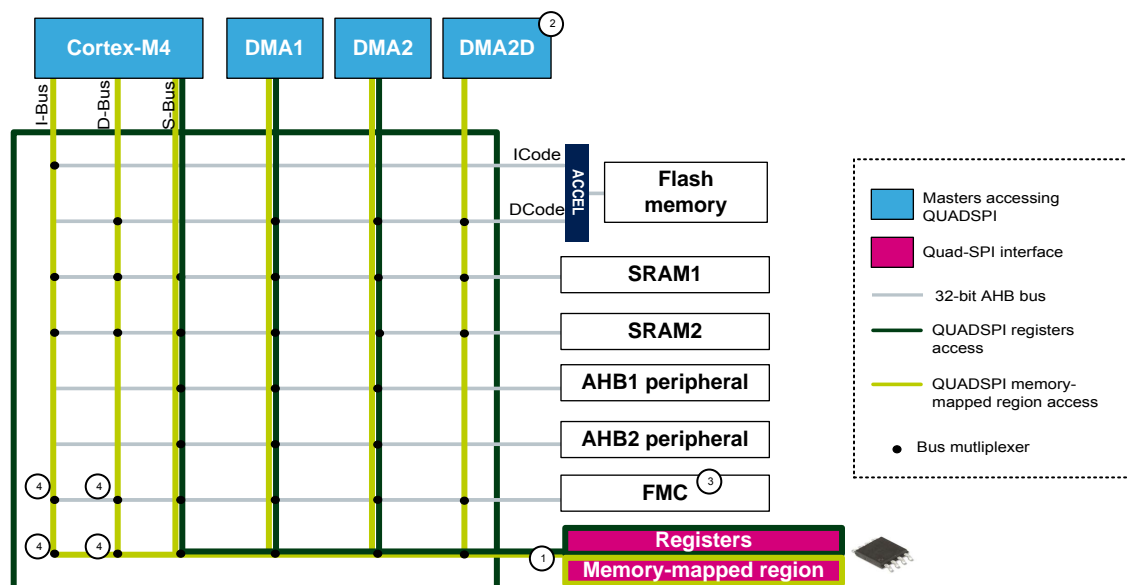 2
Cortex-M4
DMA1
DMA2
DMA2D
I-Bus
D-Bus
S-Bus
ICode
DCode
ACCEL
Flash
memory
SRAM1
SRAM2
AHB1 peripheral
AHB2 peripheral
4
4
FMC
3
4
4
1
Registers
Memory-mapped region
Masters accessing
QUADSPI
Quad-SPI interface
32-bit AHB bus
QUADSPI registers
access
QUADSPI memory-
mapped region access
Bus mutliplexer